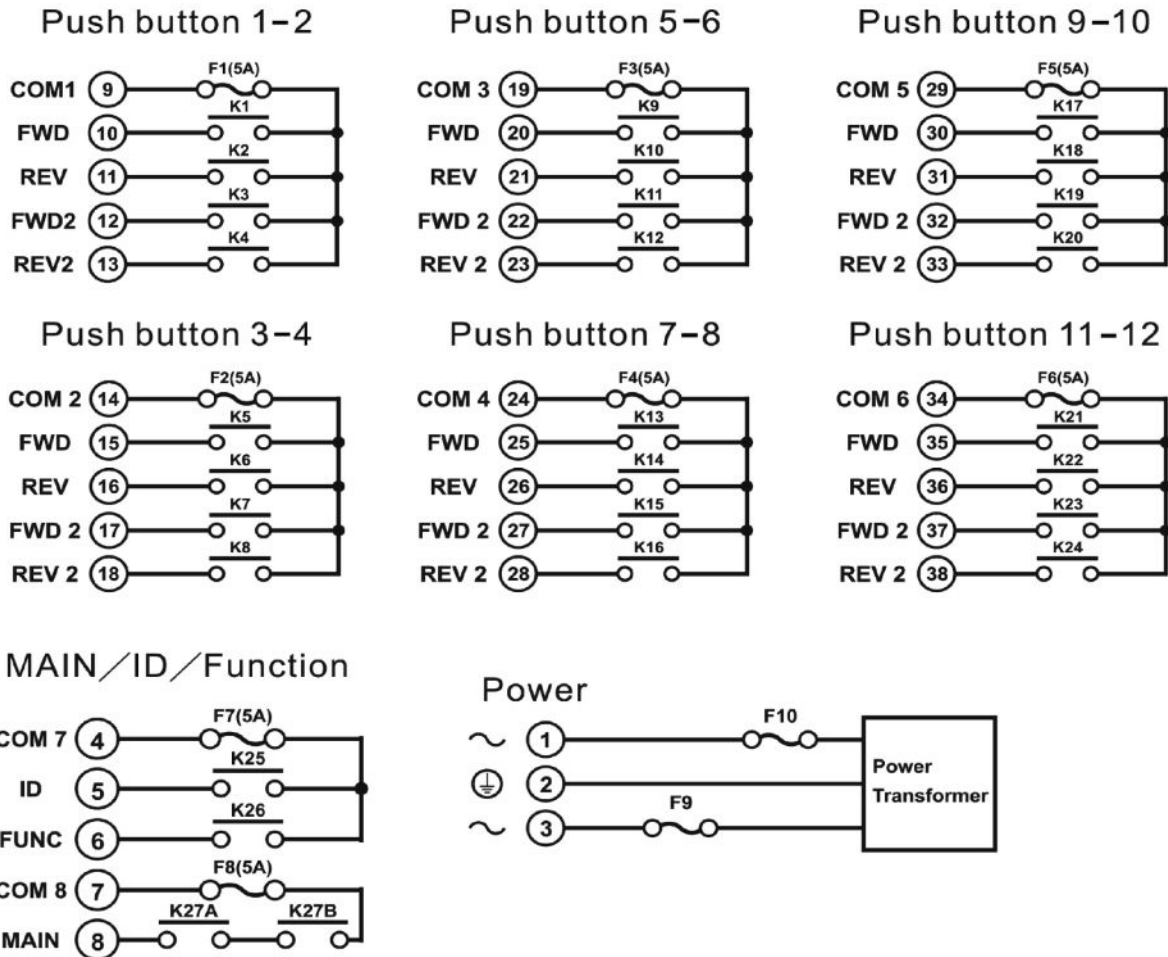 Push button 1-2
F1(5A)
COM1 9
K1
FWD 10
K2
REV 11
K3
FWD2 12
K4
REV2 13
Push button 5-6
F3(5A)
COM 3 19
K9
FWD 20
K10
REV 21
K11
FWD 2 22
K12
REV 2 23
Push button 9-10
F5(5A)
COM 5 29
K17
FWD 30
K18
REV 31
K19
FWD 2 32
K20
REV 2 33
Push button 3-4
F2(5A)
COM 2 14
K5
FWD 15
K6
REV 16
K7
FWD 2 17
K8
REV 2 18
Push button 7-8
F4(5A)
COM 4 24
K13
FWD 25
K14
REV 26
K15
FWD 2 27
K16
REV 2 28
Push button 11-12
F6(5A)
COM 6 34
K21
FWD 35
K22
REV 36
K23
FWD 2 37
K24
REV 2 38
MAIN／ID／Function
F7(5A)
COM 7 4
K25
ID 5
K26
FUNC 6
F8(5A)
COM 8 7
K27A K27B
MAIN 8
Power
F10
~ 1
2
F9
~ 3
Power
Transformer